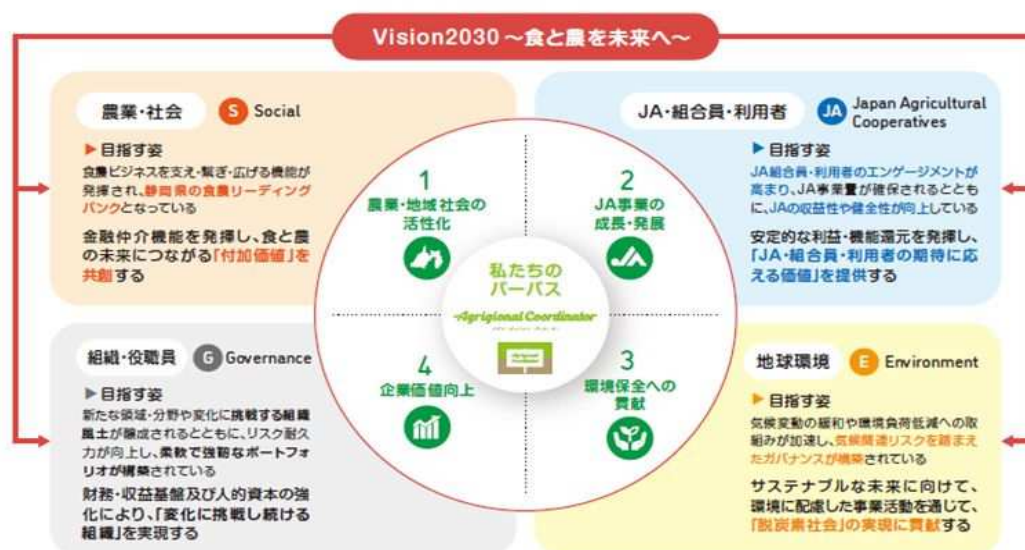 Vision2030 ～食と農を未来へ～
農業・社会
S Social
▶目指す姿
食農ビジネスを支え・繋ぎ・広げる機能が
発揮され、静岡県の食農リーディング
バンクとなっている
金融仲介機能を発揮し、食と農
の未来につながる「付加価値」を
共創する
JA・組合員・利用者
JA Japan Agricultural
Cooperatives
▶目指す姿
JA組合員・利用者のエンゲージメントが
高まり、JA事業量が確保されるととも
に、JAの収益性や健全性が向上している
安定的な利益・機能還元を発揮し、
「JA・組合員・利用者の期待に応
える価値」を提供する
1
農業・地域社会の
活性化
2
JA事業の
成長・発展
私たちの
パーパス
Agrigional Coordinator
4
企業価値向上
3
環境保全への
貢献
組織・役職員
G Governance
▶目指す姿
新たな領域・分野や変化に挑戦する組織
風土が醸成されるとともに、リスク耐久
力が向上し、柔軟で強靭なポートフォ
リオが構築されている
財務・収益基盤及び人的資本の強
化により、「変化に挑戦し続ける
組織」を実現する
地球環境
E Environment
▶目指す姿
気候変動の緩和や環境負荷低減への取
組みが加速し、気候関連リスクを踏まえ
たガバナンスが構築されている
サステナブルな未来に向けて、
環境に配慮した事業活動を通じて、
「脱炭素社会」の実現に貢献する